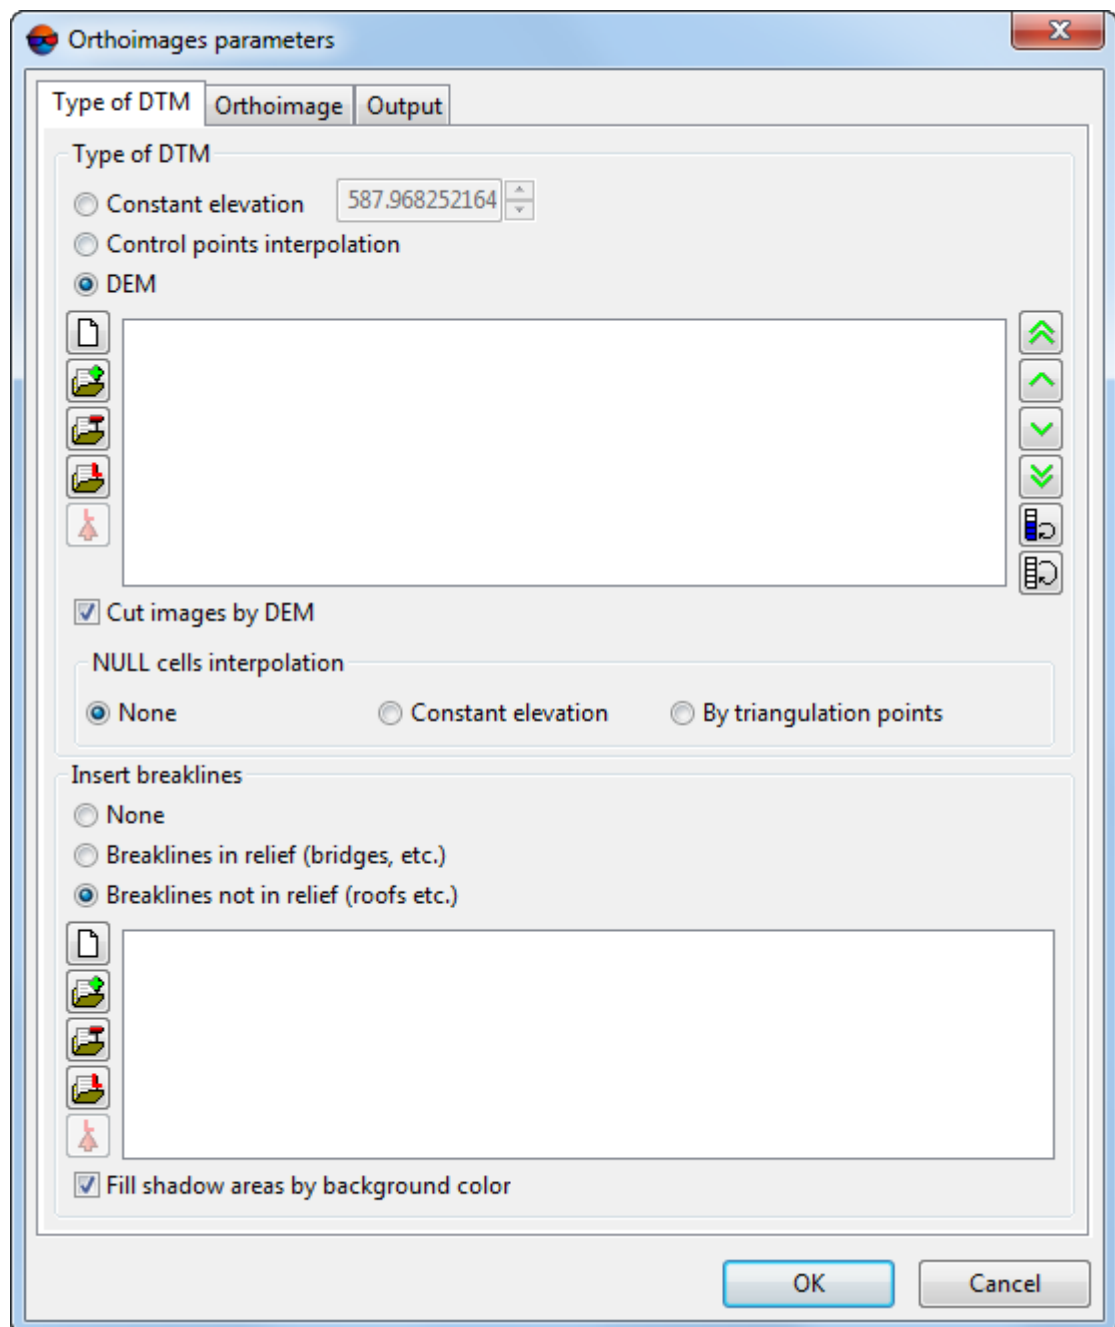 Orthoimages parameters
Type of DTM Orthoimage Output
Type of DTM
Constant elevation 587.968252164
Control points interpolation
DEM
Cut images by DEM
NULL cells interpolation
None Constant elevation By triangulation points
Insert breaklines
None
Breaklines in relief (bridges, etc.)
Breaklines not in relief (roofs etc.)
Fill shadow areas by background color
OK Cancel